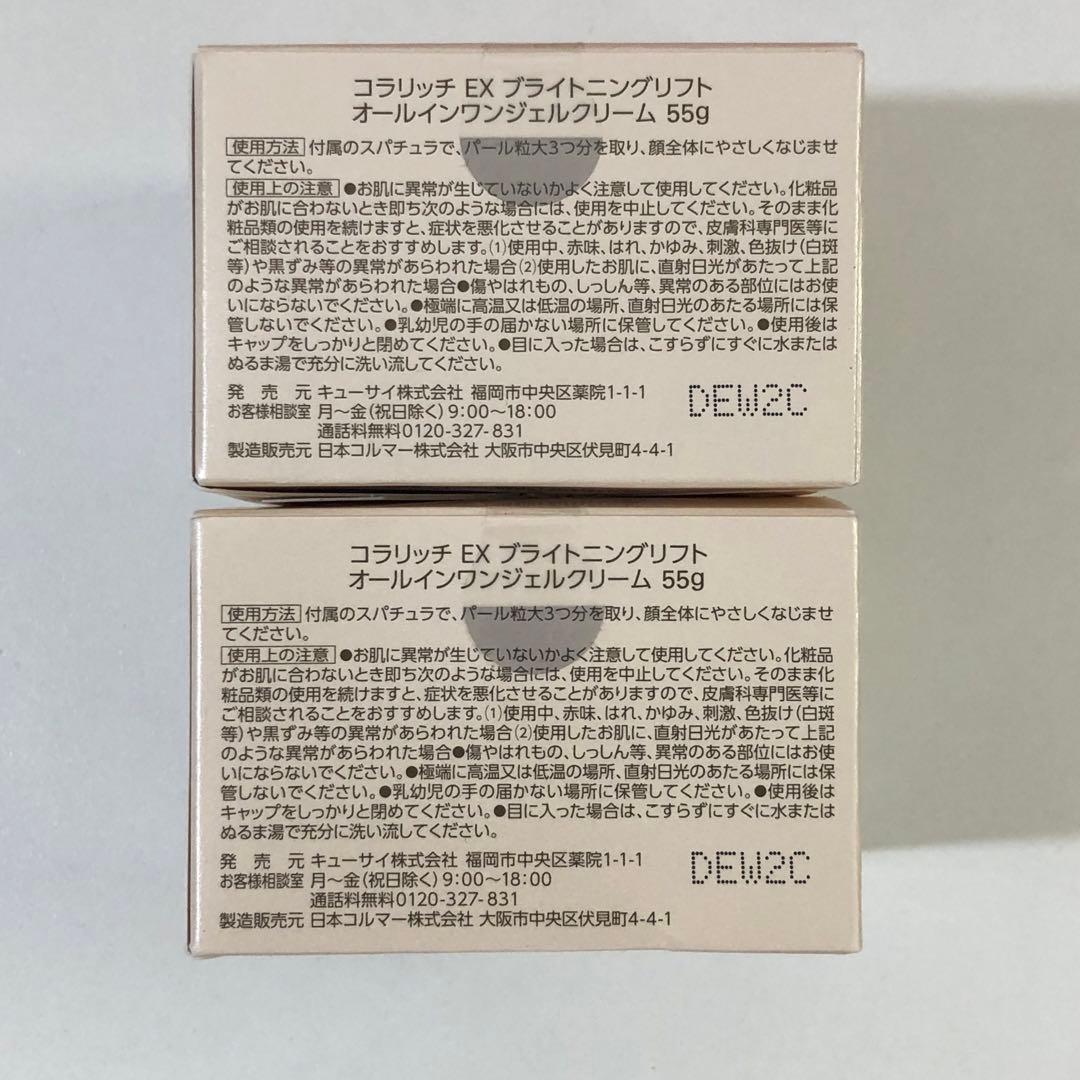 コラリッチ EX ブライトニングリフト
オールインワンジェルクリーム 55g
使用方法 付属のスパチュラで、パール粒大3つ分を取り、顔全体にやさしくなじませ
てください。
使用上の注意 ●お肌に異常が生じていないかよく注意して使用してください。化粧品
がお肌に合わないとき即ち次のような場合には、使用を中止してください。そのまま化
粧品類の使用を続けますと、症状を悪化させることがありますので、皮膚科専門医等に
ご相談されることをおすすめします。(1)使用中、赤味、はれ、かゆみ、刺激、色抜け(白斑
等)や黒ずみ等の異常があらわれた場合(2)使用したお肌に、直射日光があたって上記
のような異常があらわれた場合●傷やはれもの、しっしん等、異常のある部位にはお使
いにならないでください。●極端に高温又は低温の場所、直射日光のあたる場所には保
管しないでください。●乳幼児の手の届かない場所に保管してください。●使用後は
キャップをしっかりと閉めてください。●目に入った場合は、こすらずにすぐに水または
ぬるま湯で充分に洗い流してください。
発 売 元 キューサイ株式会社 福岡市中央区薬院1-1-1
お客様相談室 月〜金(祝日除く) 9:00〜18:00
通話料無料0120-327-831
製造販売元 日本コルマー株式会社 大阪市中央区伏見町4-4-1
DEW2C
コラリッチ EX ブライトニングリフト
オールインワンジェルクリーム 55g
使用方法 付属のスパチュラで、パール粒大3つ分を取り、顔全体にやさしくなじませ
てください。
使用上の注意 ●お肌に異常が生じていないかよく注意して使用してください。化粧品
がお肌に合わないとき即ち次のような場合には、使用を中止してください。そのまま化
粧品類の使用を続けますと、症状を悪化させることがありますので、皮膚科専門医等に
ご相談されることをおすすめします。(1)使用中、赤味、はれ、かゆみ、刺激、色抜け(白斑
等)や黒ずみ等の異常があらわれた場合(2)使用したお肌に、直射日光があたって上記
のような異常があらわれた場合●傷やはれもの、しっしん等、異常のある部位にはお使
いにならないでください。●極端に高温又は低温の場所、直射日光のあたる場所には保
管しないでください。●乳幼児の手の届かない場所に保管してください。●使用後は
キャップをしっかりと閉めてください。●目に入った場合は、こすらずにすぐに水または
ぬるま湯で充分に洗い流してください。
発 売 元 キューサイ株式会社 福岡市中央区薬院1-1-1
お客様相談室 月〜金(祝日除く) 9:00〜18:00
通話料無料0120-327-831
製造販売元 日本コルマー株式会社 大阪市中央区伏見町4-4-1
DEW2C